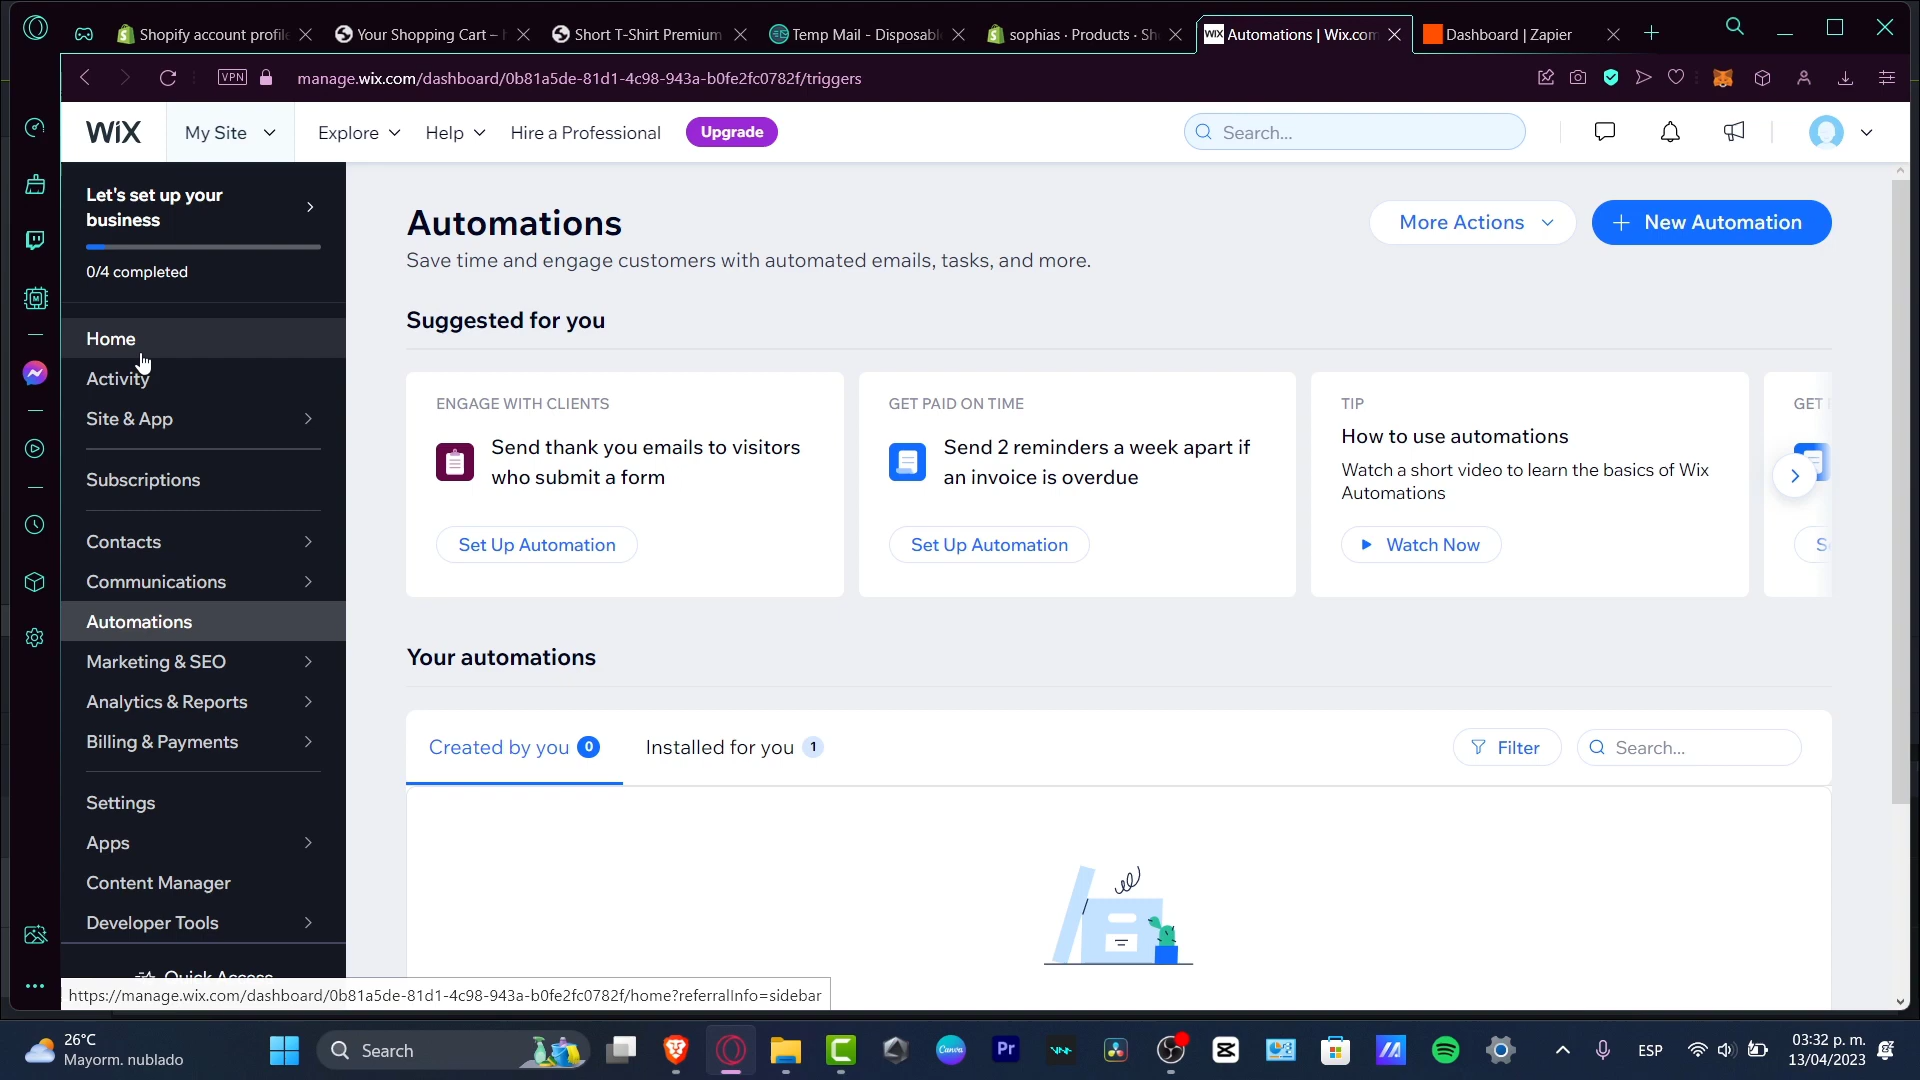 Shopify account profile
Your Shopping Cart –
Short T-Shirt Premium
Temp Mail - Disposabl
sophias · Products · Sh
WIX Automations | Wix.com
Dashboard | Zapier
VPN
manage.wix.com/dashboard/0b81a5de-81d1-4c98-943a-b0fe2fc0782f/triggers
WiX
My Site
Explore
Help
Hire a Professional
Upgrade
Search...
Let's set up your
business
0/4 completed
Home
Activity
Site & App
Subscriptions
Contacts
Communications
Automations
Marketing & SEO
Analytics & Reports
Billing & Payments
Settings
Apps
Content Manager
Developer Tools
Quick Access
Automations
Save time and engage customers with automated emails, tasks, and more.
More Actions
+ New Automation
Suggested for you
ENGAGE WITH CLIENTS
Send thank you emails to visitors
who submit a form
Set Up Automation
GET PAID ON TIME
Send 2 reminders a week apart if
an invoice is overdue
Set Up Automation
TIP
How to use automations
Watch a short video to learn the basics of Wix
Automations
Watch Now
GET
S
Your automations
Created by you 0
Installed for you 1
Filter
Search...
https://manage.wix.com/dashboard/0b81a5de-81d1-4c98-943a-b0fe2fc0782f/home?referralInfo=sidebar
26°C
Mayorm. nublado
Search
Canva
Pr
ESP
03:32 p. m.
13/04/2023